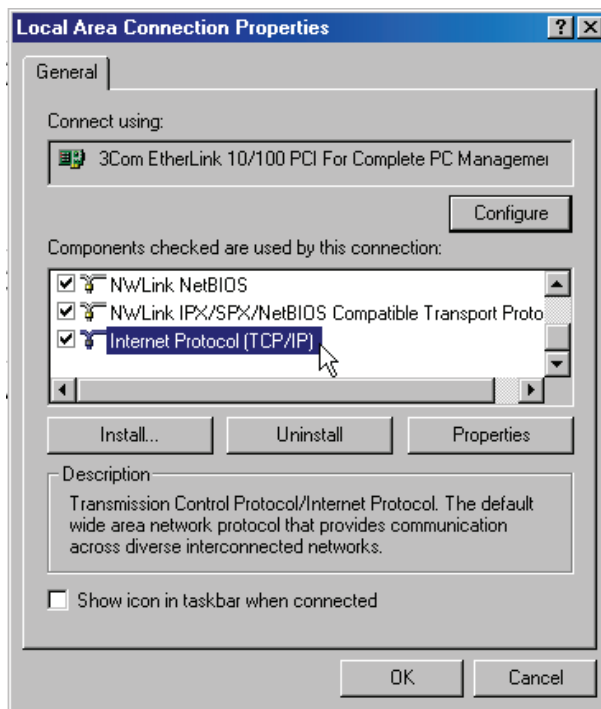 Local Area Connection Properties
General
Connect using:
3Com EtherLink 10/100 PCI For Complete PC Managemer
Configure
Components checked are used by this connection:
NWLink NetBIOS
NWLink IPX/SPX/NetBIOS Compatible Transport Proto
Internet Protocol (TCP/IP)
Install... Uninstall Properties
Description
Transmission Control Protocol/Internet Protocol. The default
wide area network protocol that provides communication
across diverse interconnected networks.
Show icon in taskbar when connected
OK Cancel